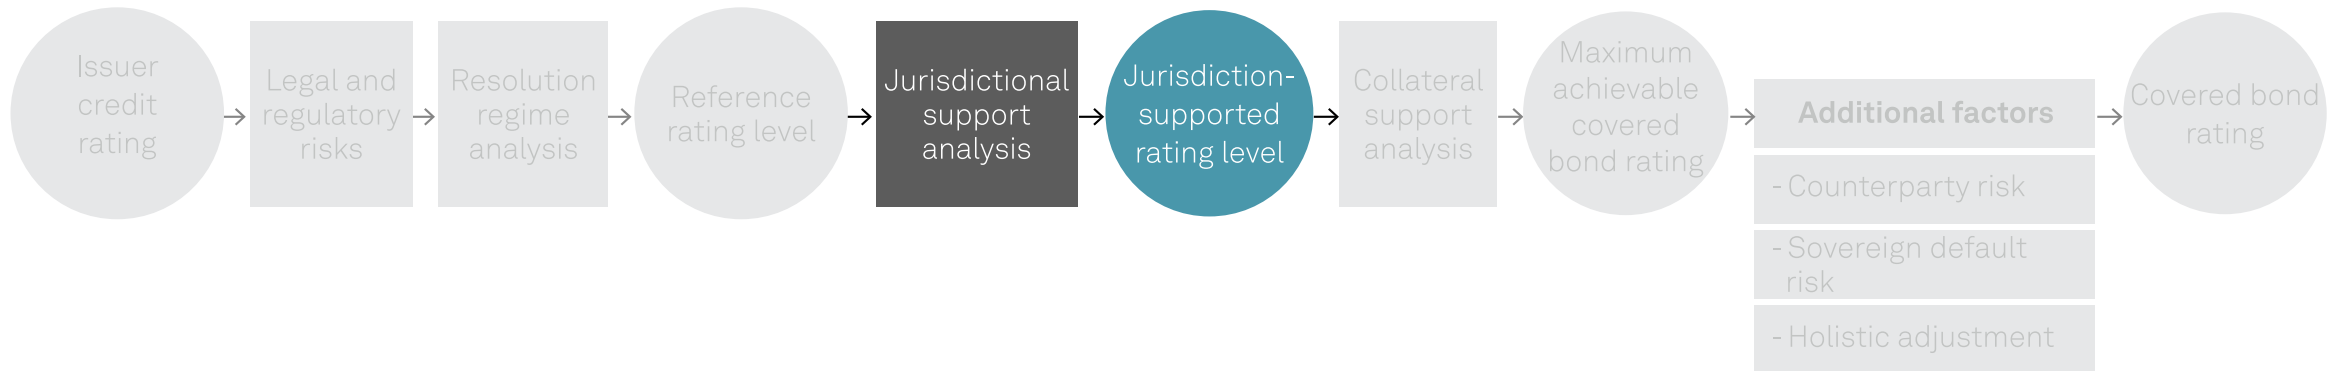 Issuer
credit
rating
Legal and
regulatory
risks
Resolution
regime
analysis
Reference
rating level
Jurisdictional
support
analysis
Jurisdiction-
supported
rating level
Collateral
support
analysis
Maximum
achievable
covered
bond rating
Additional factors
- Counterparty risk
- Sovereign default
risk
- Holistic adjustment
Covered bond
rating